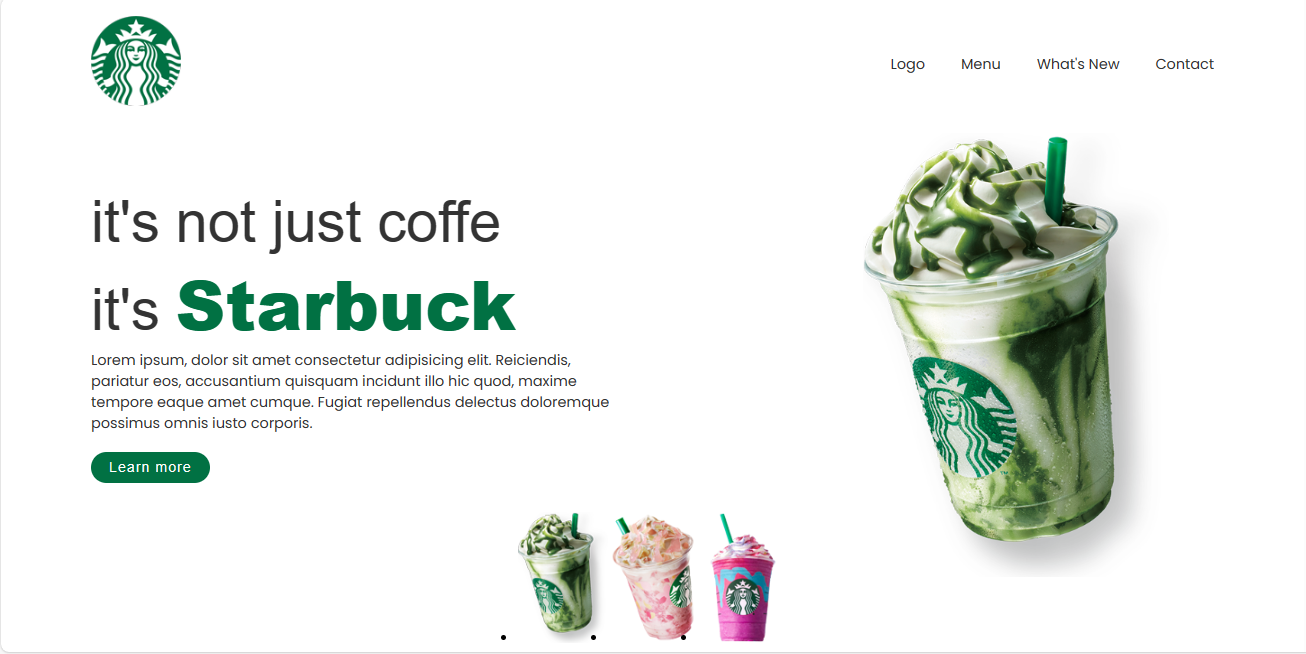 Logo Menu What's New Contact
it's not just coffe
it's Starbuck
Lorem ipsum, dolor sit amet consectetur adipisicing elit. Reiciendis,
pariatur eos, accusantium quisquam incidunt illo hic quod, maxime
tempore eaque amet cumque. Fugiat repellendus delectus doloremque
possimus omnis iusto corporis.
Learn more